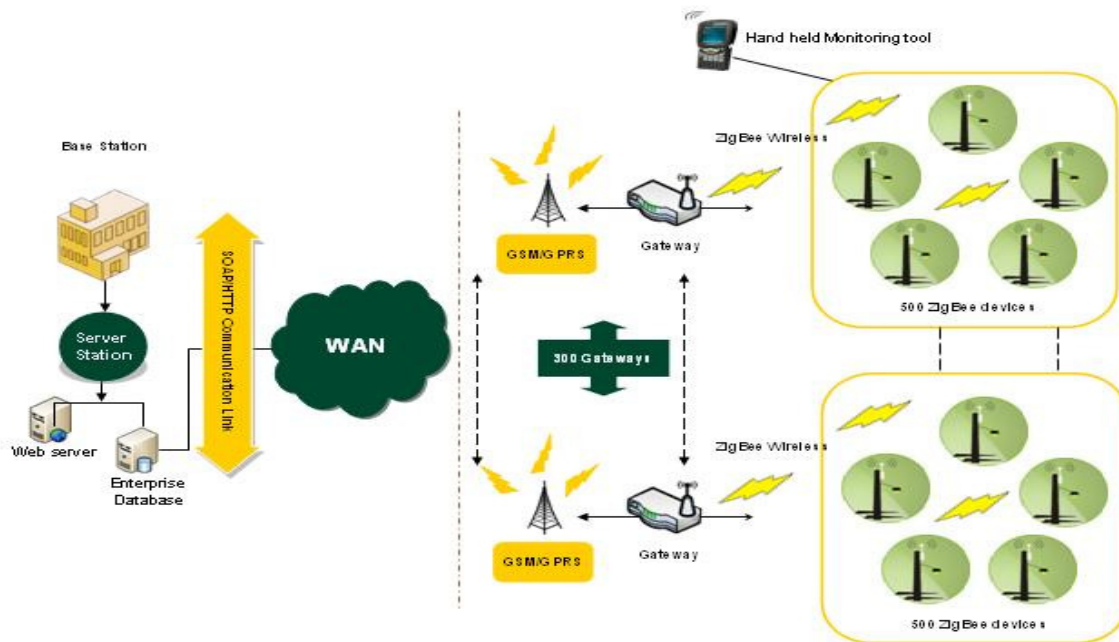 Hand held Monitoring tool
Base Station
ZigBee Wireless
Gateway
GSM/GPRS
500 ZigBee devices
SOAP/HTTP Communication Link
Server
Station
WAN
300 Gateways
Web server
Enterprise
Database
ZigBee Wireless
Gateway
GSM/GPRS
500 ZigBee devices